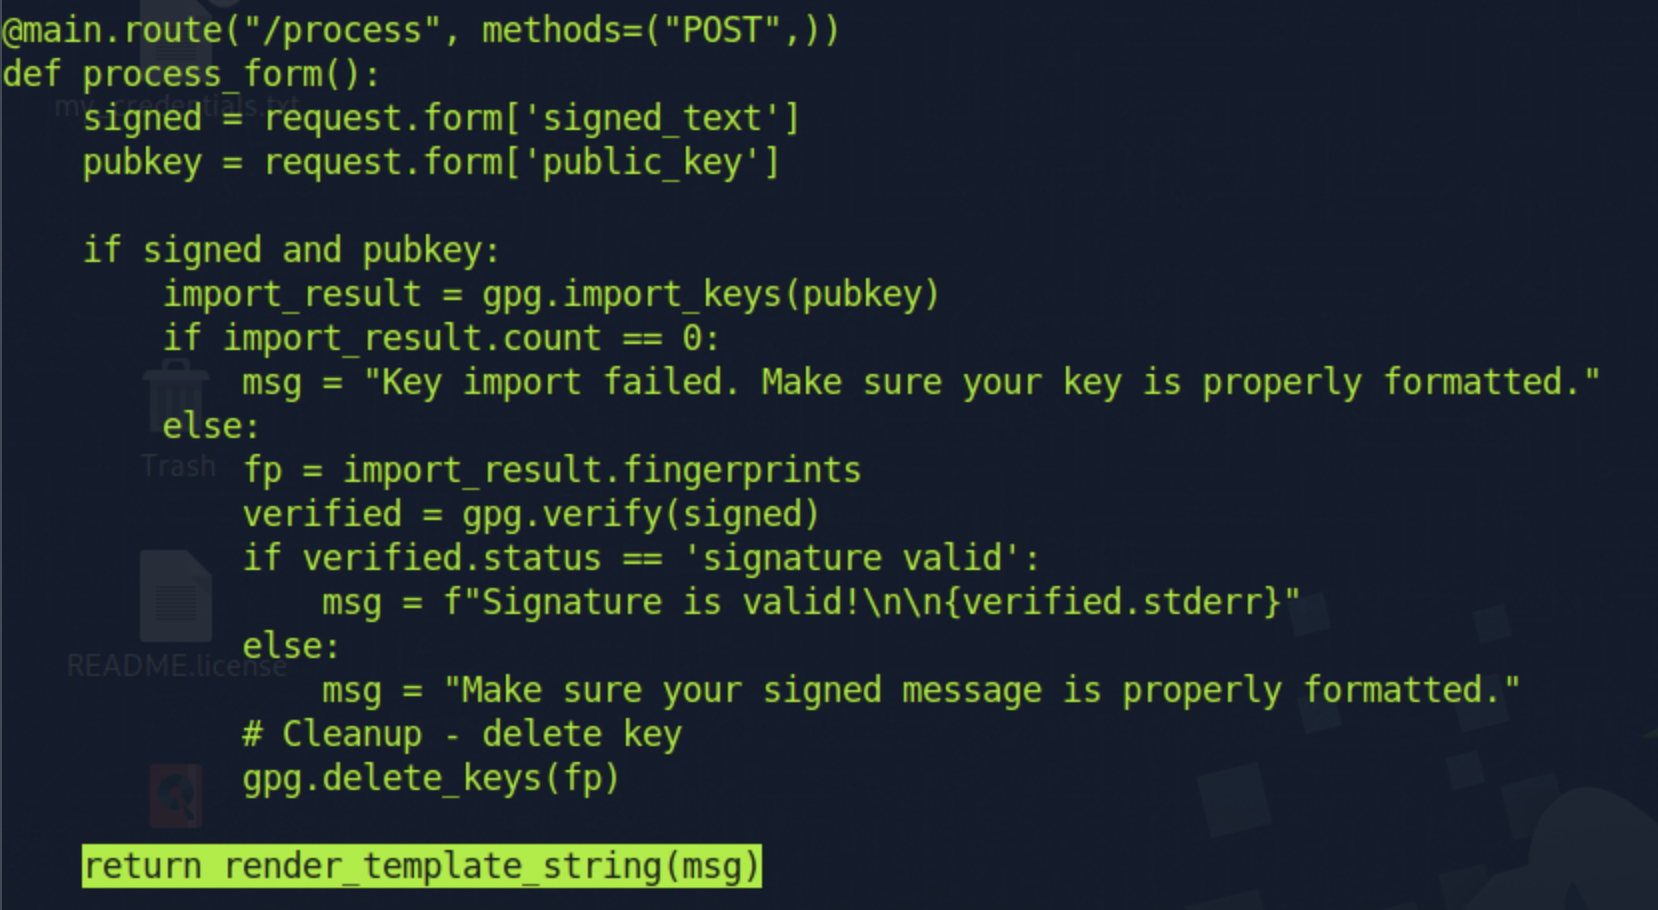 @main.route("/process", methods=("POST",))
def process_form():
my_credentials.txt
    signed = request.form['signed_text']
    pubkey = request.form['public_key']

    if signed and pubkey:
        import_result = gpg.import_keys(pubkey)
        if import_result.count == 0:
            msg = "Key import failed. Make sure your key is properly formatted."
        else:
Trash
            fp = import_result.fingerprints
            verified = gpg.verify(signed)
            if verified.status == 'signature valid':
                msg = f"Signature is valid!\n\n{verified.stderr}"
            else:
README.license
                msg = "Make sure your signed message is properly formatted."
            # Cleanup - delete key
            gpg.delete_keys(fp)

    return render_template_string(msg)